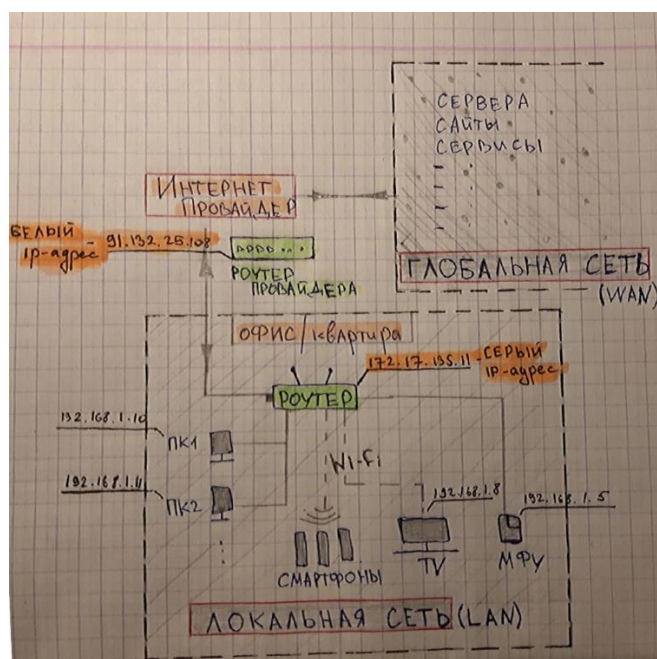 СЕРВЕРА
САЙТЫ
СЕРВИСЫ
ИНТЕРНЕТ
ПРОВАЙДЕР
БЕЛЫЙ
IP-адрес
91.132.25.108
РОУТЕР
ПРОВАЙДЕРА
ГЛОБАЛЬНАЯ СЕТЬ
(WAN)
ОФИС/квартира
172.17.135.11 - СЕРЫЙ
IP-адрес
РОУТЕР
192.168.1.10
ПК1
Wi-Fi
192.168.1.4
ПК2
192.168.1.8
192.168.1.5
СМАРТФОНЫ
TV
МФУ
ЛОКАЛЬНАЯ СЕТЬ (LAN)